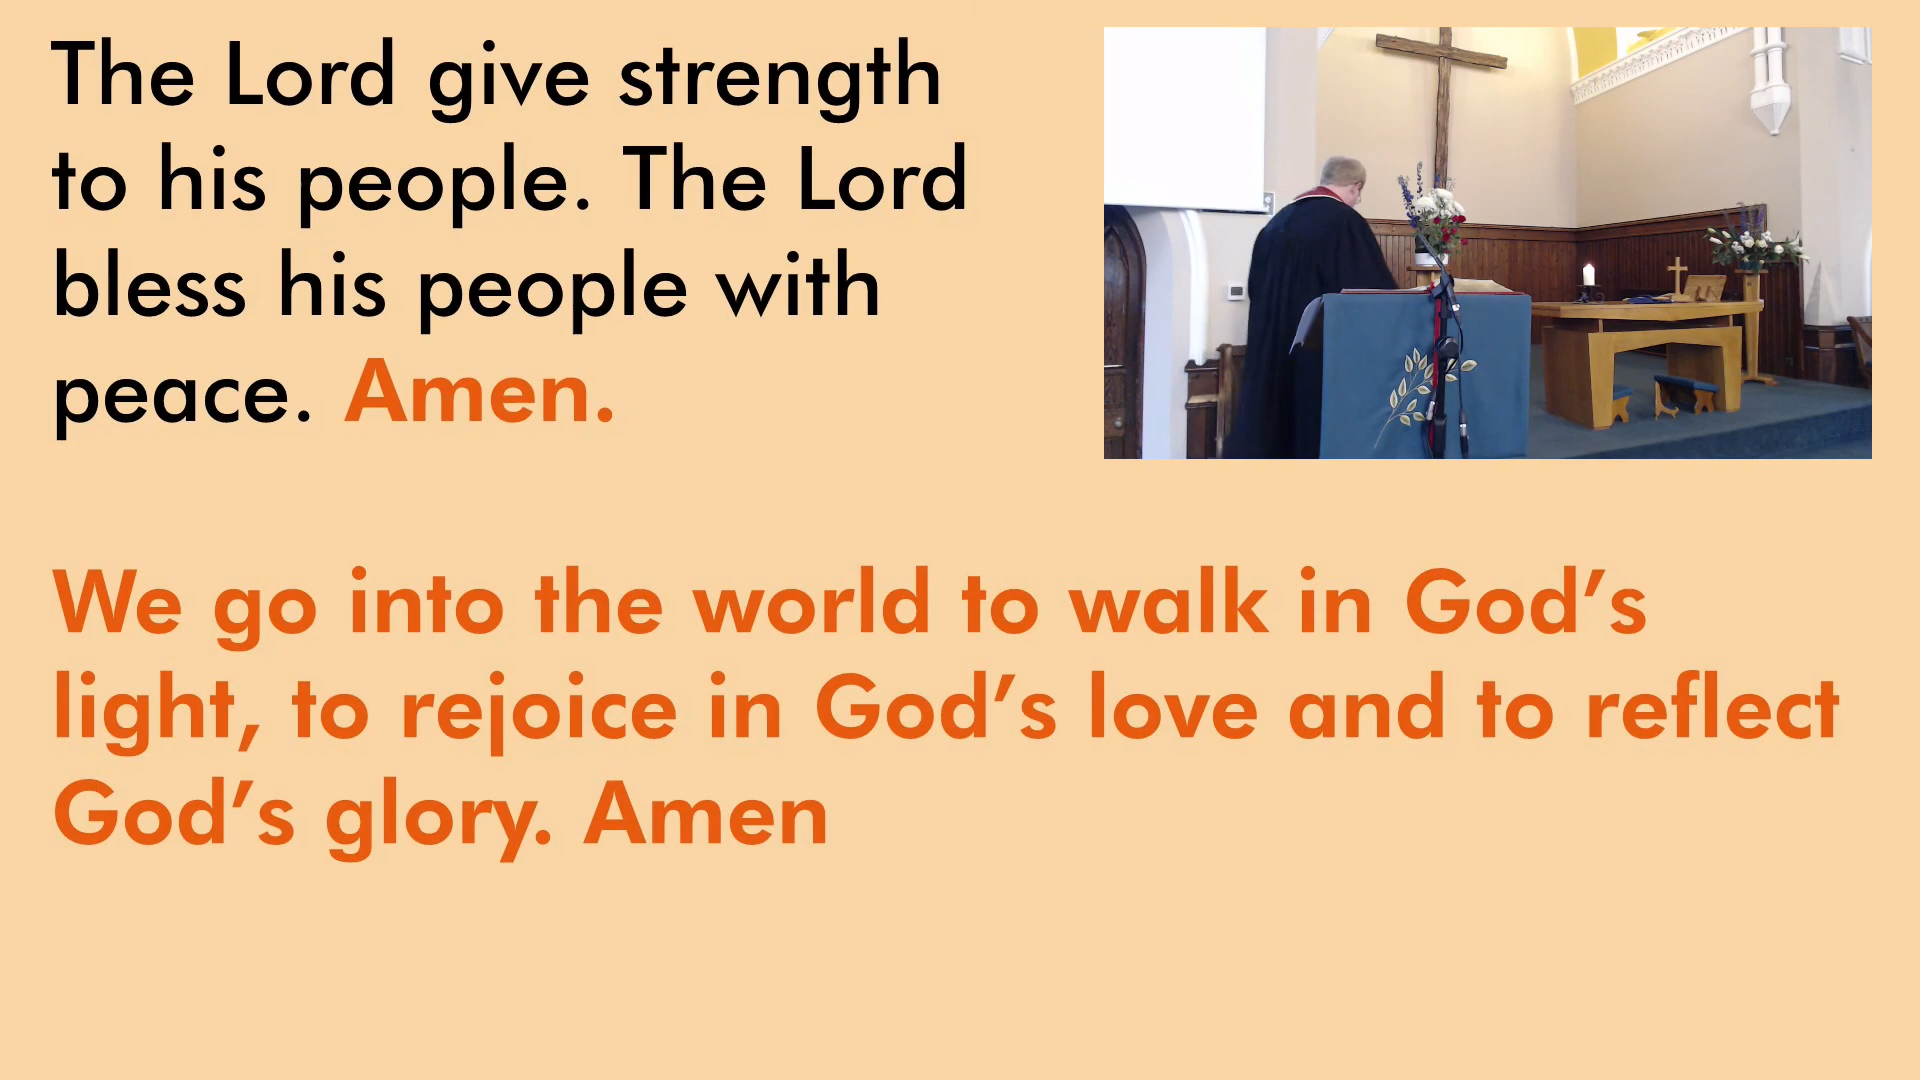 The Lord give strength
to his people. The Lord
bless his people with
peace. Amen.
We go into the world to walk in God’s
light, to rejoice in God’s love and to reflect
God’s glory. Amen